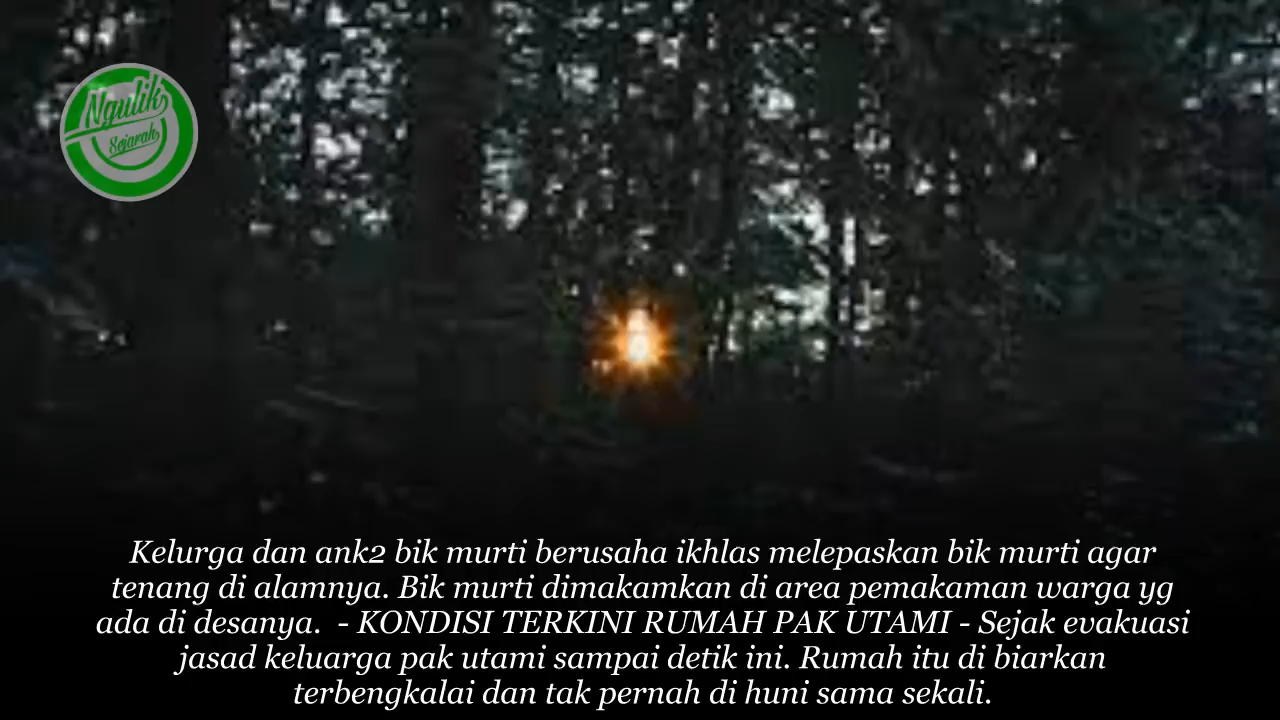 Ngulik
Sejarah
Kelurga dan ank2 bik murti berusaha ikhlas melepaskan bik murti agar
tenang di alamnya. Bik murti dimakamkan di area pemakaman warga yg
ada di desanya.  - KONDISI TERKINI RUMAH PAK UTAMI - Sejak evakuasi
jasad keluarga pak utami sampai detik ini. Rumah itu di biarkan
terbengkalai dan tak pernah di huni sama sekali.